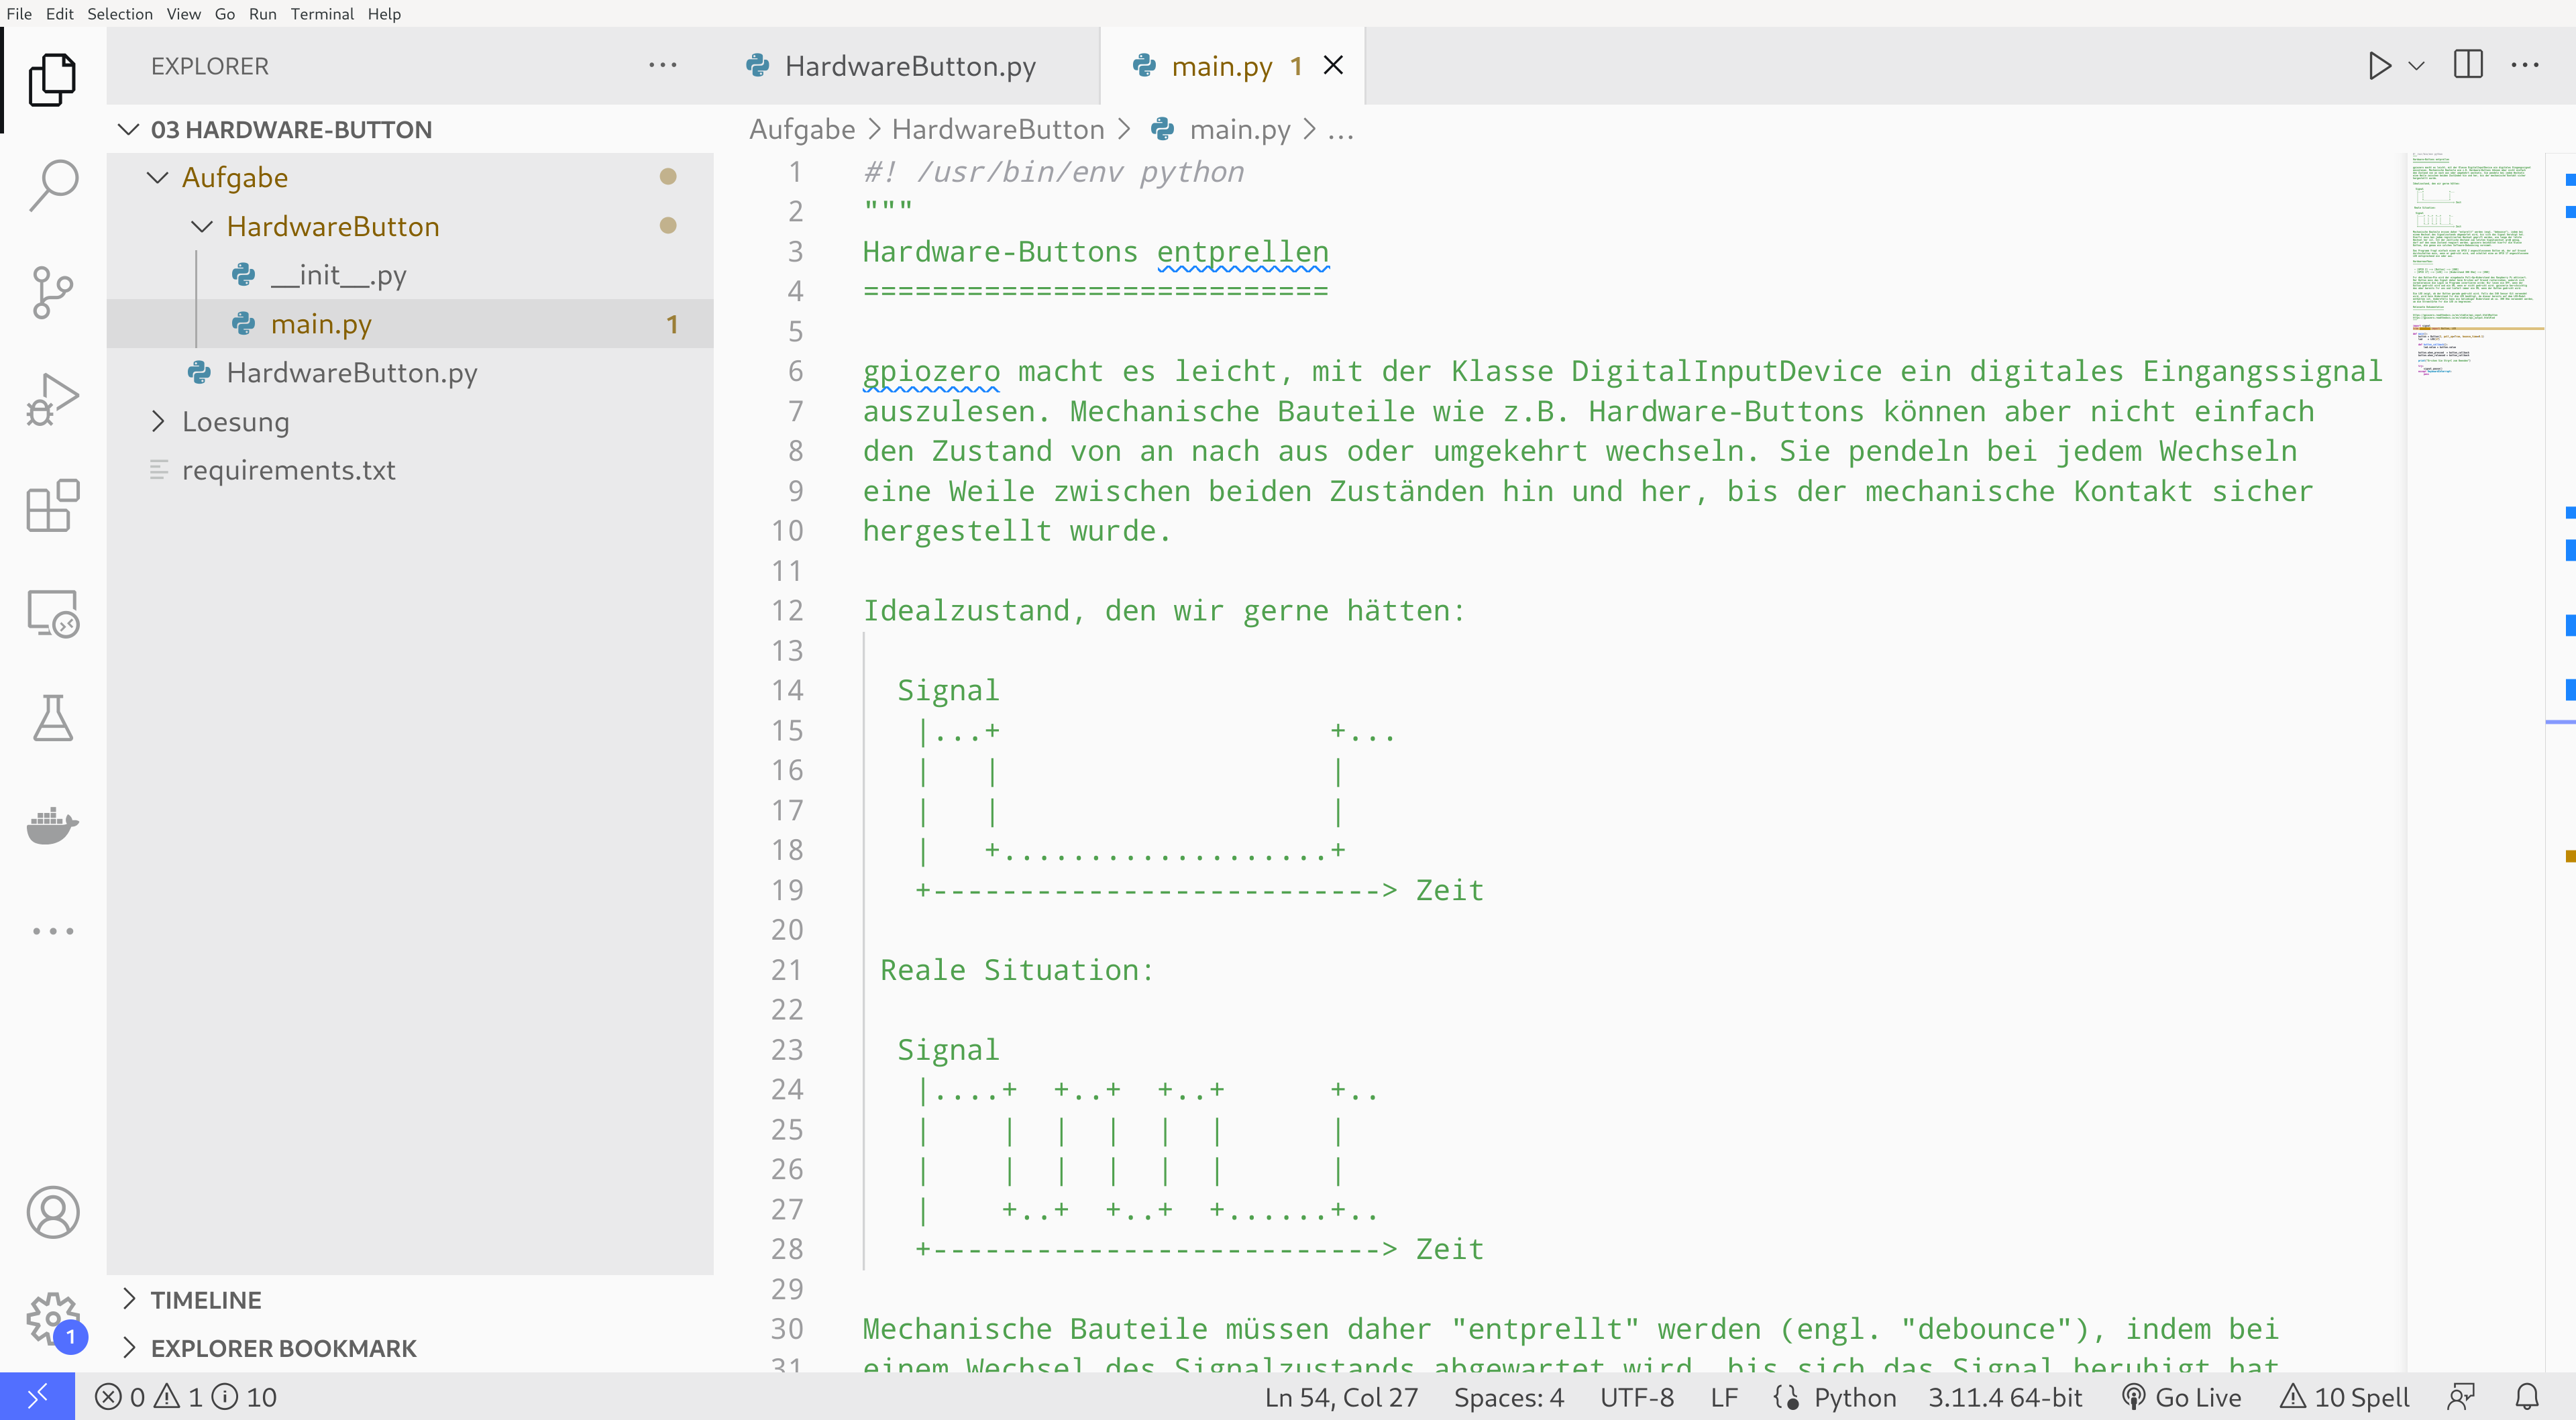 File Edit Selection View Go Run Terminal Help
EXPLORER
HardwareButton.py
main.py 1
03 HARDWARE-BUTTON
Aufgabe
HardwareButton
__init__.py
main.py 1
HardwareButton.py
Loesung
requirements.txt
TIMELINE
EXPLORER BOOKMARK
1
Aufgabe > HardwareButton > main.py > ...
1 #! /usr/bin/env python
2 """
3 Hardware-Buttons entprellen
4 ===========================
5
6 gpiozero macht es leicht, mit der Klasse DigitalInputDevice ein digitales Eingangssignal
7 auszulesen. Mechanische Bauteile wie z.B. Hardware-Buttons können aber nicht einfach
8 den Zustand von an nach aus oder umgekehrt wechseln. Sie pendeln bei jedem Wechseln
9 eine Weile zwischen beiden Zuständen hin und her, bis der mechanische Kontakt sicher
10 hergestellt wurde.
11
12 Idealzustand, den wir gerne hätten:
13
14   Signal
15    |...+                   +...
16    |   |                   |
17    |   |                   |
18    |   +...................+
19    +--------------------------> Zeit
20
21  Reale Situation:
22
23   Signal
24    |....+  +..+  +..+      +..
25    |    |  |  |  |  |      |
26    |    |  |  |  |  |      |
27    |    +..+  +..+  +......+..
28    +--------------------------> Zeit
29
30 Mechanische Bauteile müssen daher "entprellt" werden (engl. "debounce"), indem bei
31 einem Wechsel des Signalzustands abgewartet wird, bis sich das Signal beruhigt hat
0 1 10
Ln 54, Col 27 Spaces: 4 UTF-8 LF Python 3.11.4 64-bit Go Live 10 Spell